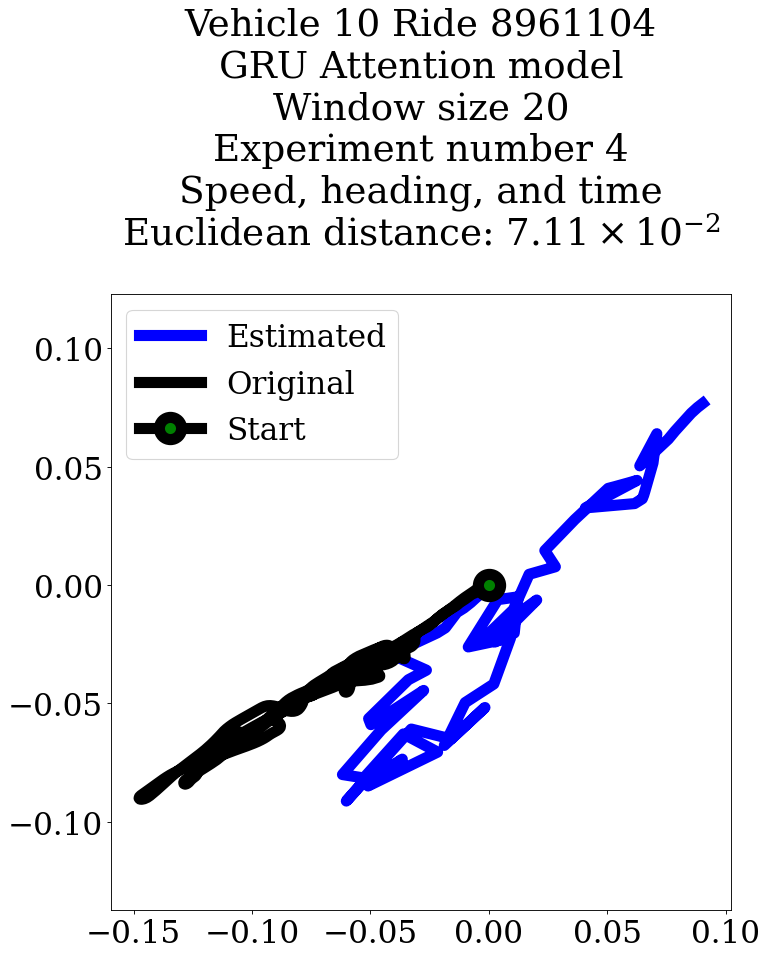 Vehicle 10 Ride 8961104
GRU Attention model
Window size 20
Experiment number 4
Speed, heading, and time
Euclidean distance: 7.11 × 10⁻²
Estimated
Original
Start
0.10
0.05
0.00
−0.05
−0.10
−0.15 −0.10 −0.05 0.00 0.05 0.10